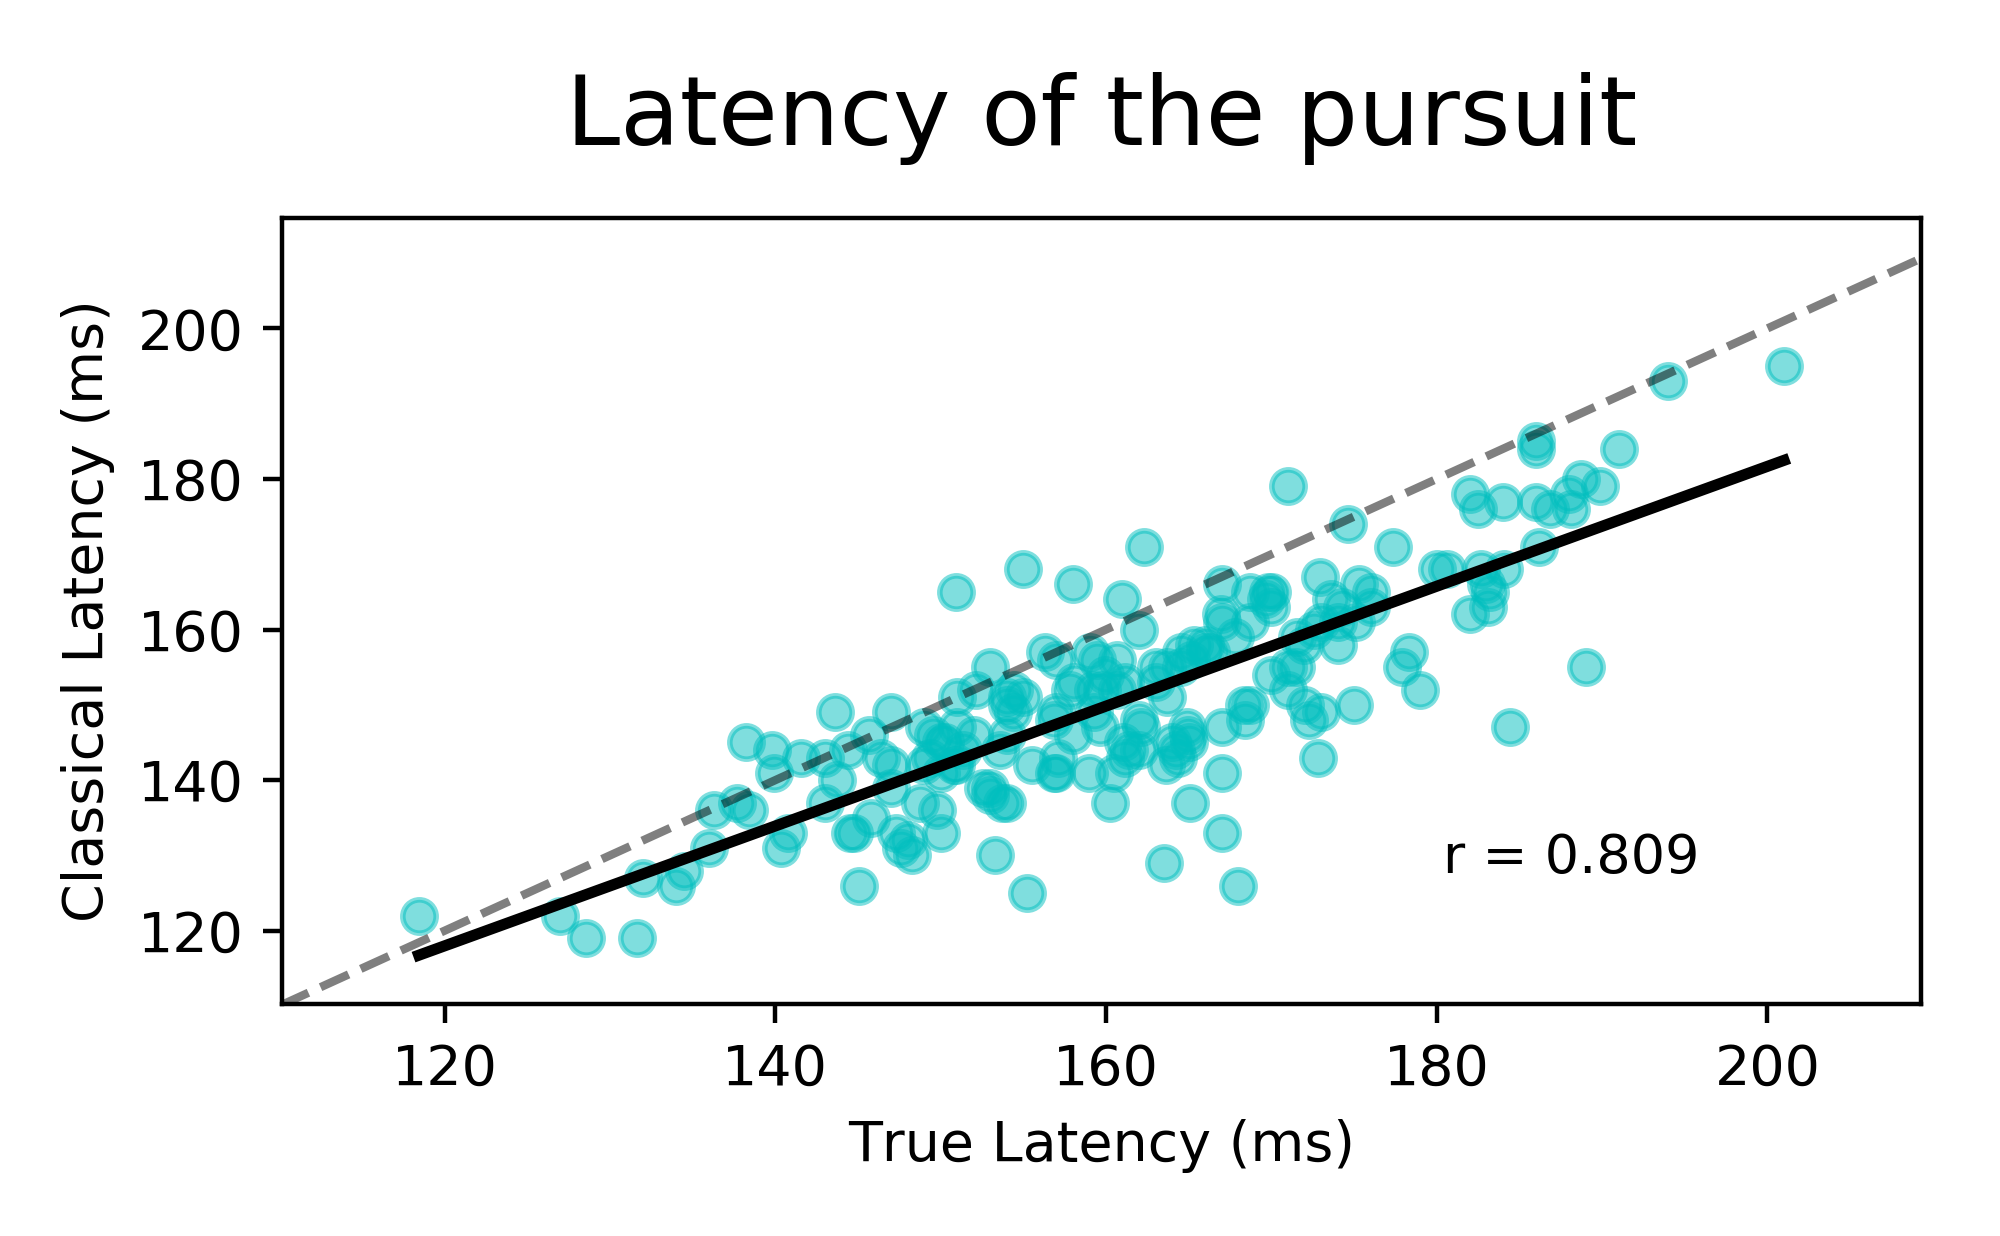 Latency of the pursuit
Classical Latency (ms)
200
180
160
140
120
r = 0.809
120 140 160 180 200
True Latency (ms)